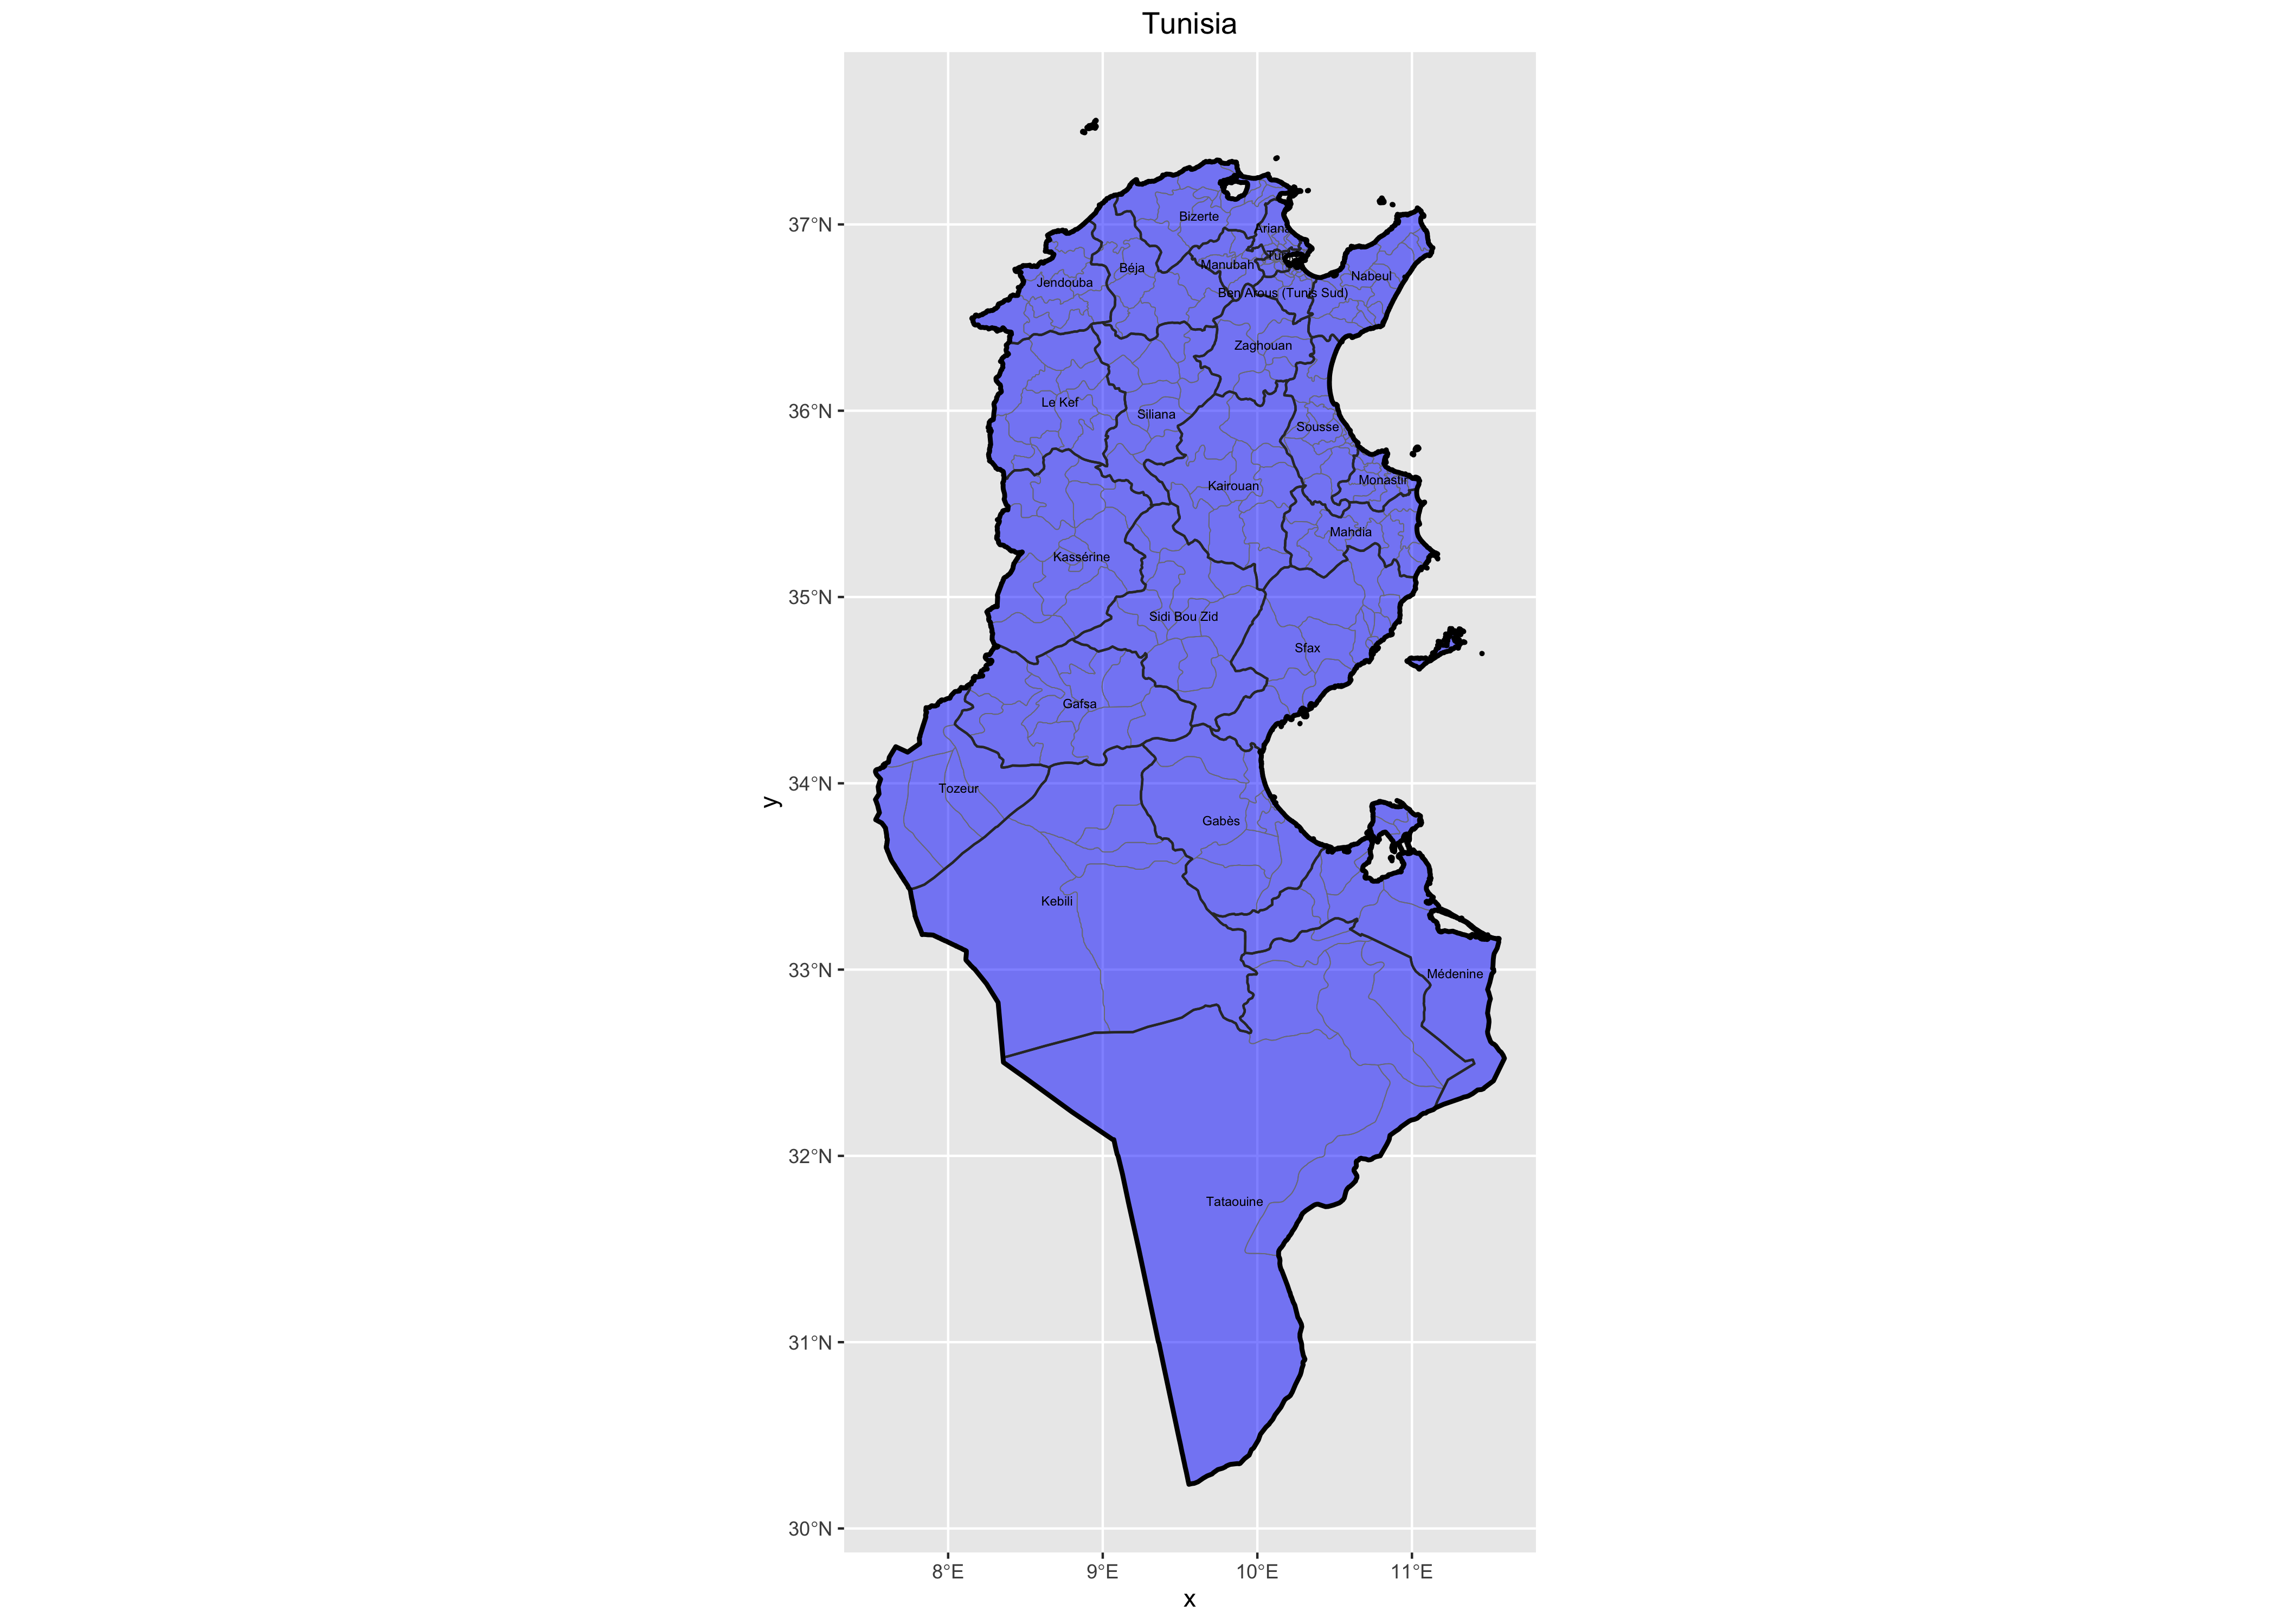 Tunisia
37°N
36°N
35°N
34°N
33°N
32°N
31°N
30°N
y
Bizerte
Ariana
Manubah
Béja
Nabeul
Jendouba
Ben Arous (Tunis Sud)
Zaghouan
Le Kef
Siliana
Sousse
Monastir
Kairouan
Mahdia
Kassérine
Sidi Bou Zid
Sfax
Gafsa
Tozeur
Gabès
Kebili
Médenine
Tataouine
8°E 9°E 10°E 11°E
x